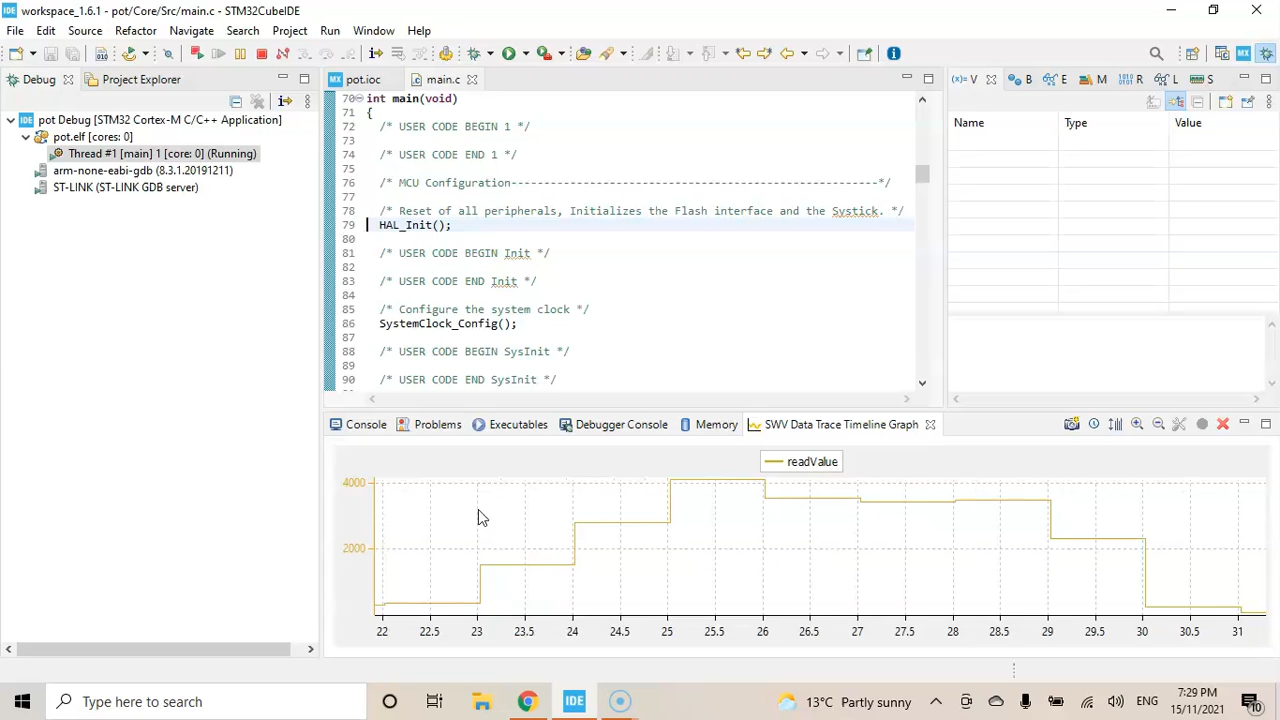 IDE workspace_1.6.1 - pot/Core/Src/main.c - STM32CubeIDE
File Edit Source Refactor Navigate Search Project Run Window Help
MX
Debug Project Explorer
MX pot.ioc main.c
(x)= V B E M R L S
IDE pot Debug [STM32 Cortex-M C/C++ Application]
pot.elf [cores: 0]
Thread #1 [main] 1 [core: 0] (Running)
arm-none-eabi-gdb (8.3.1.20191211)
ST-LINK (ST-LINK GDB server)
70 int main(void)
71 {
72 /* USER CODE BEGIN 1 */
73
74 /* USER CODE END 1 */
75
76 /* MCU Configuration--------------------------------------------------------*/
77
78 /* Reset of all peripherals, Initializes the Flash interface and the Systick. */
79 HAL_Init();
80
81 /* USER CODE BEGIN Init */
82
83 /* USER CODE END Init */
84
85 /* Configure the system clock */
86 SystemClock_Config();
87
88 /* USER CODE BEGIN SysInit */
89
90 /* USER CODE END SysInit */
Name Type Value
Console Problems Executables Debugger Console Memory SWV Data Trace Timeline Graph
readValue
4000
2000
22 22.5 23 23.5 24 24.5 25 25.5 26 26.5 27 27.5 28 28.5 29 29.5 30 30.5 31
Type here to search
IDE
13°C Partly sunny
ENG
7:29 PM
15/11/2021
10